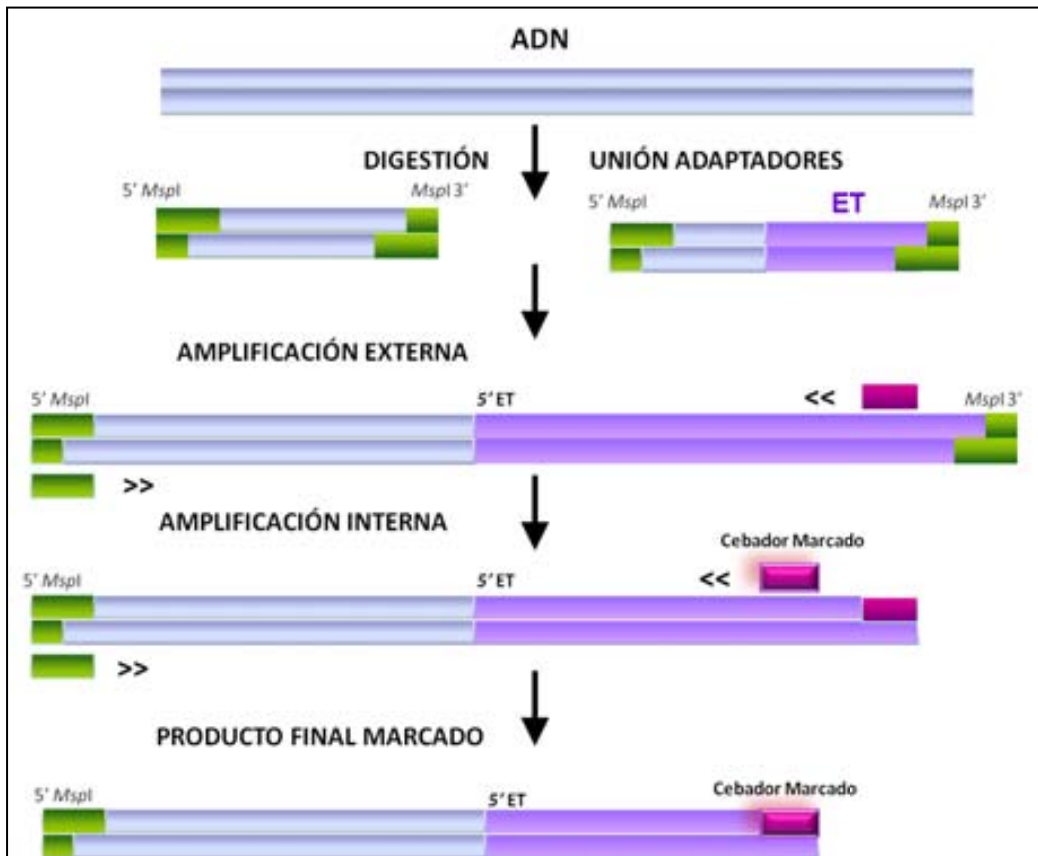 ADN
DIGESTIÓN UNIÓN ADAPTADORES
5' MspI MspI 3' 5' MspI ET MspI 3'
AMPLIFICACIÓN EXTERNA
5' MspI 5' ET << MspI 3'
>>
AMPLIFICACIÓN INTERNA
Cebador Marcado
5' MspI 5' ET <<
>>
PRODUCTO FINAL MARCADO
5' MspI 5' ET Cebador Marcado